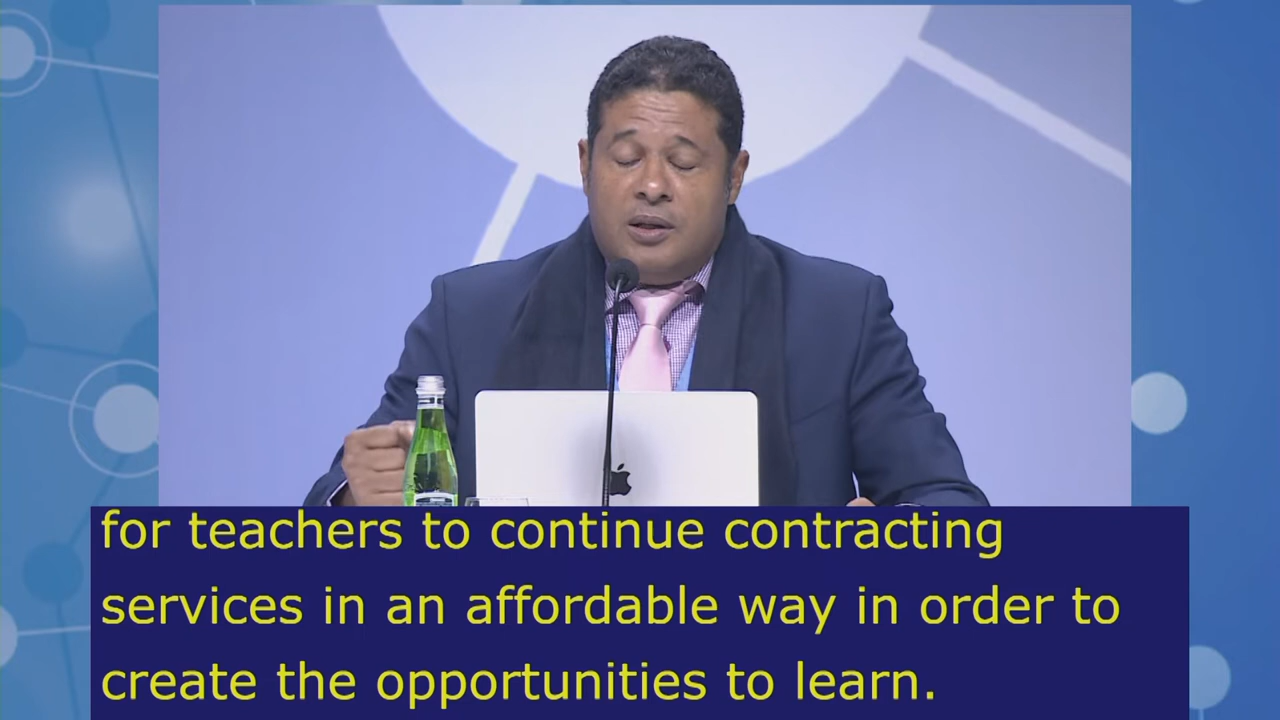 for teachers to continue contracting
services in an affordable way in order to
create the opportunities to learn.